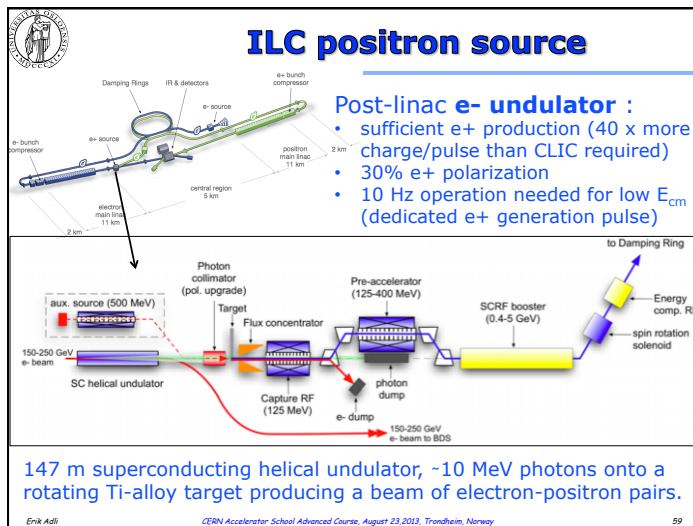 UNIVERSITAS OSLOENSIS
MDCCCXI
ILC positron source
Damping Rings
IR & detectors
e+ bunch
compressor
e- source
e+ source
e- bunch
compressor
positron
main linac
11 km
2 km
central region
5 km
electron
main linac
11 km
2 km
Post-linac e- undulator :
• sufficient e+ production (40 x more
charge/pulse than CLIC required)
• 30% e+ polarization
• 10 Hz operation needed for low Ecm
(dedicated e+ generation pulse)
to Damping Ring
Photon
collimator
(pol. upgrade)
Pre-accelerator
(125-400 MeV)
aux. source (500 MeV)
Target
Flux concentrator
SCRF booster
(0.4-5 GeV)
Energy
comp. R
spin rotation
solenoid
150-250 GeV
e- beam
SC helical undulator
Capture RF
(125 MeV)
photon
dump
e- dump
150-250 GeV
e- beam to BDS
147 m superconducting helical undulator, ~10 MeV photons onto a
rotating Ti-alloy target producing a beam of electron-positron pairs.
Erik Adli
CERN Accelerator School Advanced Course, August 23,2013, Trondheim, Norway
59